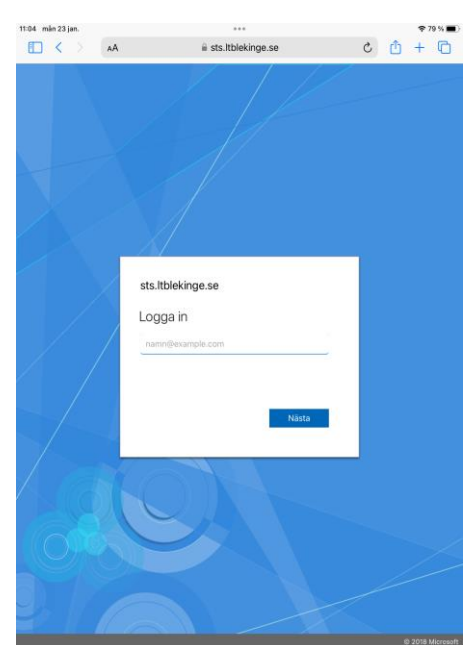 11:04 mån 23 jan.
79 %
AA
sts.ltblekinge.se
sts.ltblekinge.se
Logga in
namn@example.com
Nästa
© 2018 Microsoft